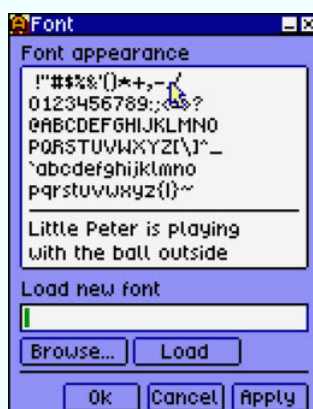 Font
Font appearance
!"#$%&'()*+,-./
0123456789:;<=>?
@ABCDEFGHIJKLMNO
PQRSTUVWXYZ[\]^_
`abcdefghijklmno
pqrstuvwxyz{|}~
Little Peter is playing
with the ball outside
Load new font
Browse... Load
Ok Cancel Apply